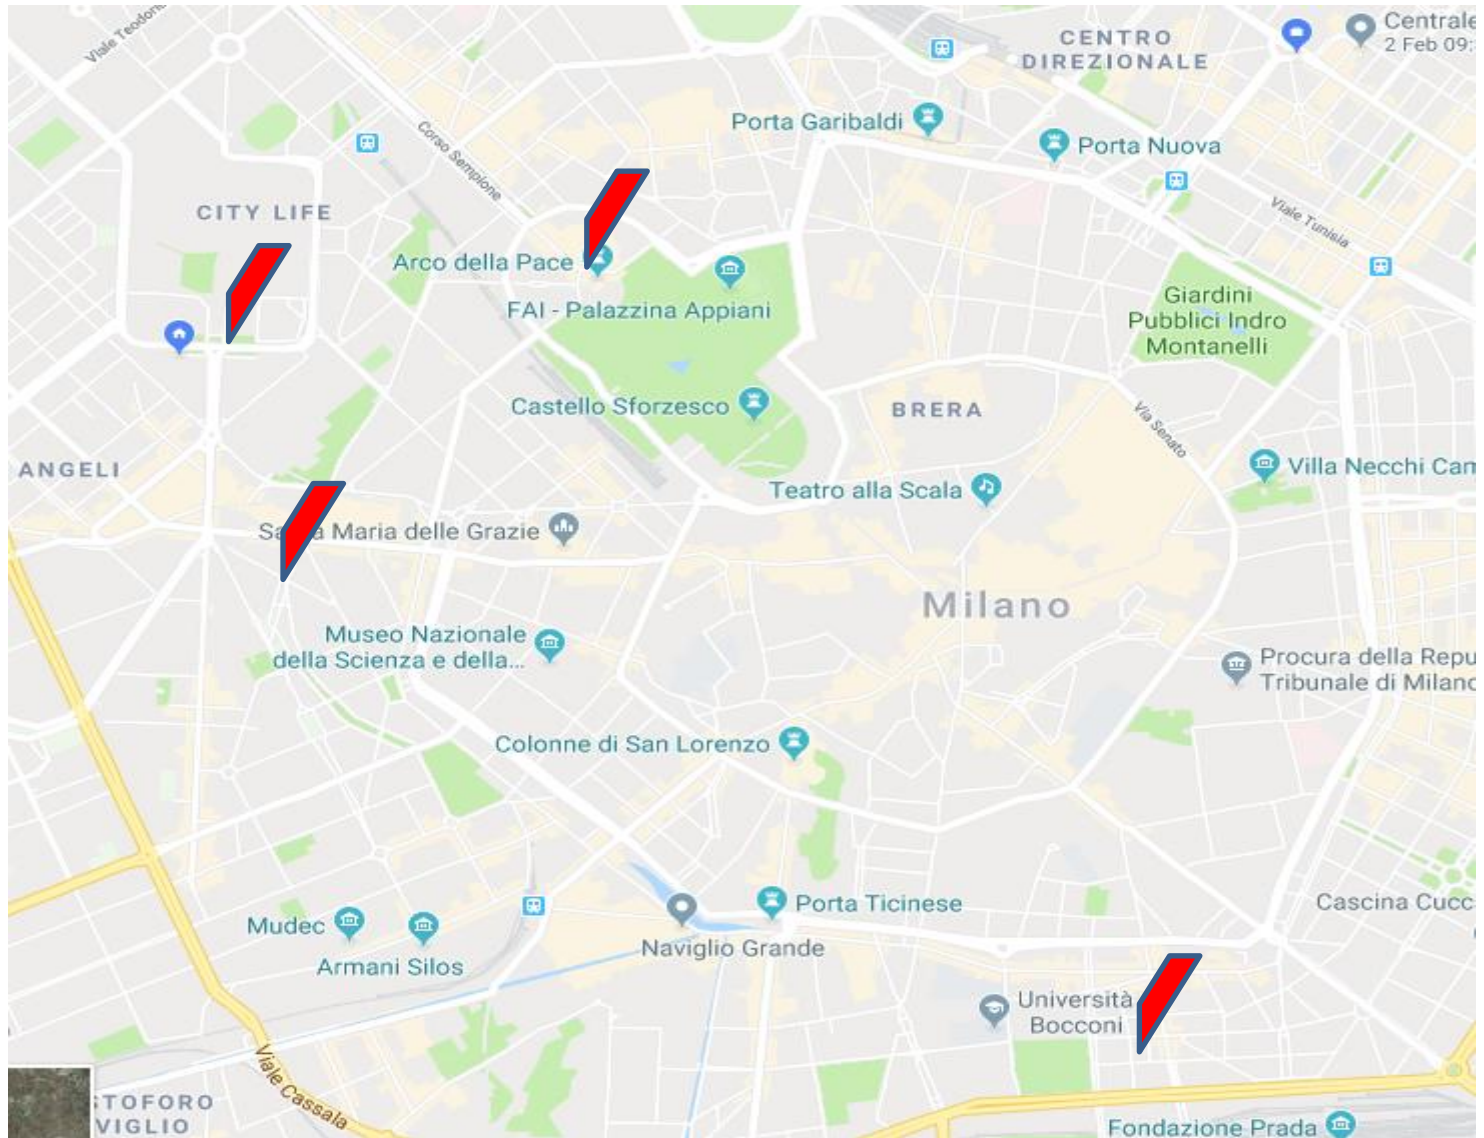 Viale Teodori
Centrale
2 Feb 09:
CENTRO
DIREZIONALE
Porta Garibaldi
Porta Nuova
Corso Sempione
CITY LIFE
Viale Tunisia
Arco della Pace
FAI - Palazzina Appiani
Giardini
Pubblici Indro
Montanelli
Castello Sforzesco
BRERA
Via Senato
ANGELI
Villa Necchi Cam
Teatro alla Scala
Maria delle Grazie
Milano
Museo Nazionale
della Scienza e della...
Procura della Repu
Tribunale di Milano
Colonne di San Lorenzo
Porta Ticinese
Cascina Cucc
Mudec
Naviglio Grande
Armani Silos
Università
Bocconi
Viale Cassala
TOFORO
VIGLIO
Fondazione Prada